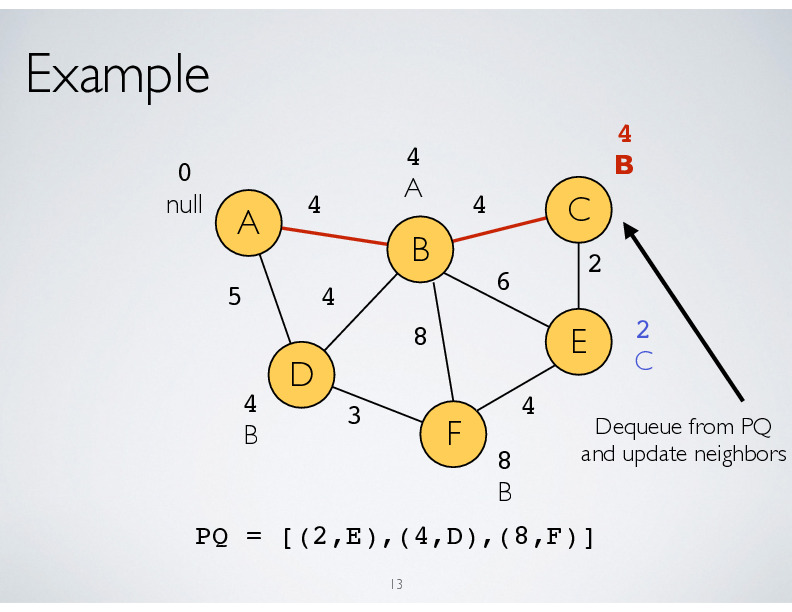 Example
4
B
4
A
0
null
4
4
A
B
C
2
6
5
4
8
2
C
D
E
F
4
B
3
4
8
B
Dequeue from PQ
and update neighbors
PQ = [(2,E),(4,D),(8,F)]
13